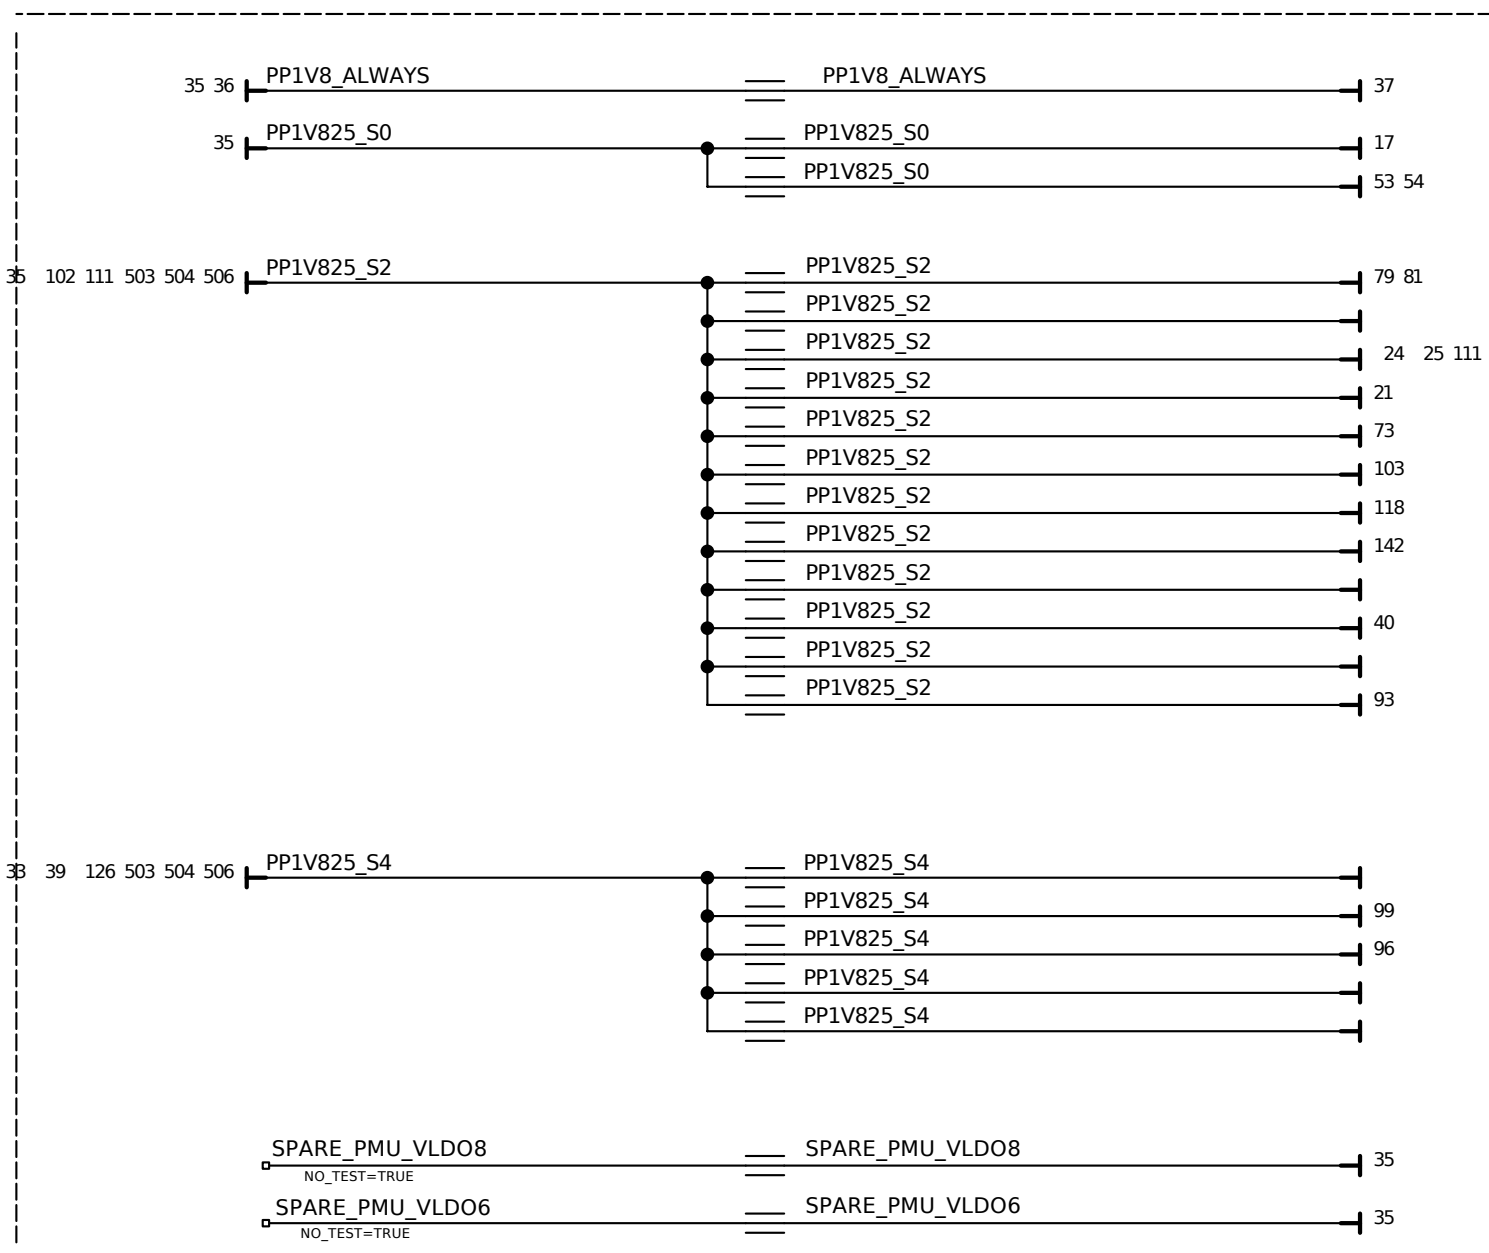 35 36 PP1V8_ALWAYS PP1V8_ALWAYS 37
35 PP1V825_S0 PP1V825_S0 17
PP1V825_S0 53 54
35 102 111 503 504 506 PP1V825_S2 PP1V825_S2 79 81
PP1V825_S2
PP1V825_S2 24 25 111
PP1V825_S2 21
PP1V825_S2 73
PP1V825_S2 103
PP1V825_S2 118
PP1V825_S2 142
PP1V825_S2
PP1V825_S2 40
PP1V825_S2
PP1V825_S2 93
33 39 126 503 504 506 PP1V825_S4 PP1V825_S4
PP1V825_S4 99
PP1V825_S4 96
PP1V825_S4
PP1V825_S4
SPARE_PMU_VLDO8 SPARE_PMU_VLDO8 35
NO_TEST=TRUE
SPARE_PMU_VLDO6 SPARE_PMU_VLDO6 35
NO_TEST=TRUE